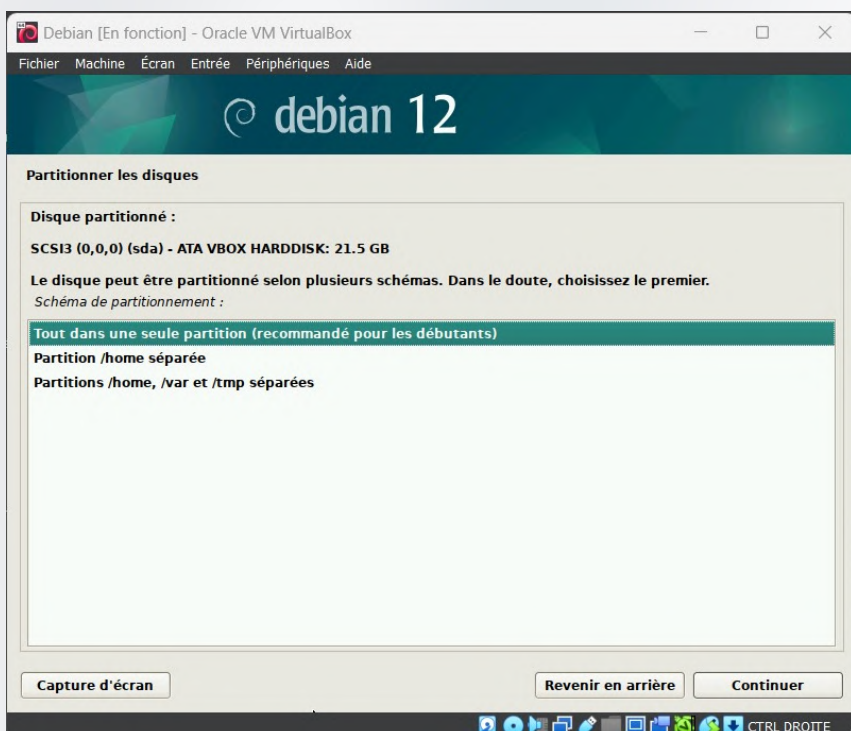 Debian [En fonction] - Oracle VM VirtualBox
Fichier Machine Écran Entrée Périphériques Aide
debian 12
Partitionner les disques
Disque partitionné :
SCSI3 (0,0,0) (sda) - ATA VBOX HARDDISK: 21.5 GB
Le disque peut être partitionné selon plusieurs schémas. Dans le doute, choisissez le premier.
Schéma de partitionnement :
Tout dans une seule partition (recommandé pour les débutants)
Partition /home séparée
Partitions /home, /var et /tmp séparées
Capture d'écran Revenir en arrière Continuer
CTRL DROITE